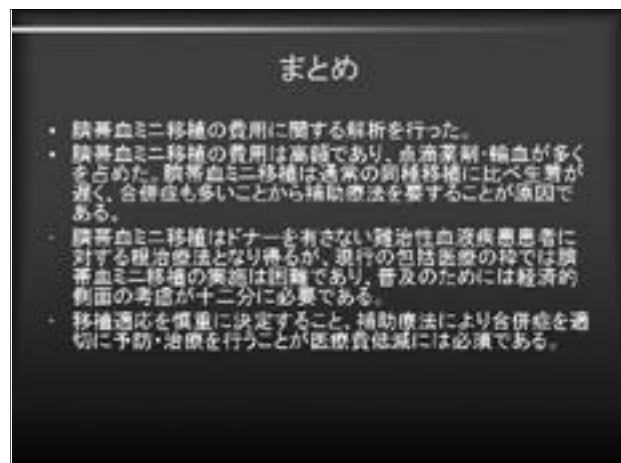 まとめ
• 臍帯血ミニ移植の費用に関する解析を行った。
• 臍帯血ミニ移植の費用は高額であり、点滴薬剤・輸血が多く
を占めた。臍帯血ミニ移植は通常の同種移植に比べ生着が
遅く、合併症も多いことから補助療法を要することが原因で
ある。
• 臍帯血ミニ移植はドナーを有さない難治性血液疾患患者に
対する根治療法となり得るが、現行の包括医療の枠では臍
帯血ミニ移植の実施は困難であり、普及のためには経済的
側面の考慮が十二分に必要である。
• 移植適応を慎重に決定すること、補助療法により合併症を適
切に予防・治療を行うことが医療費低減には必須である。